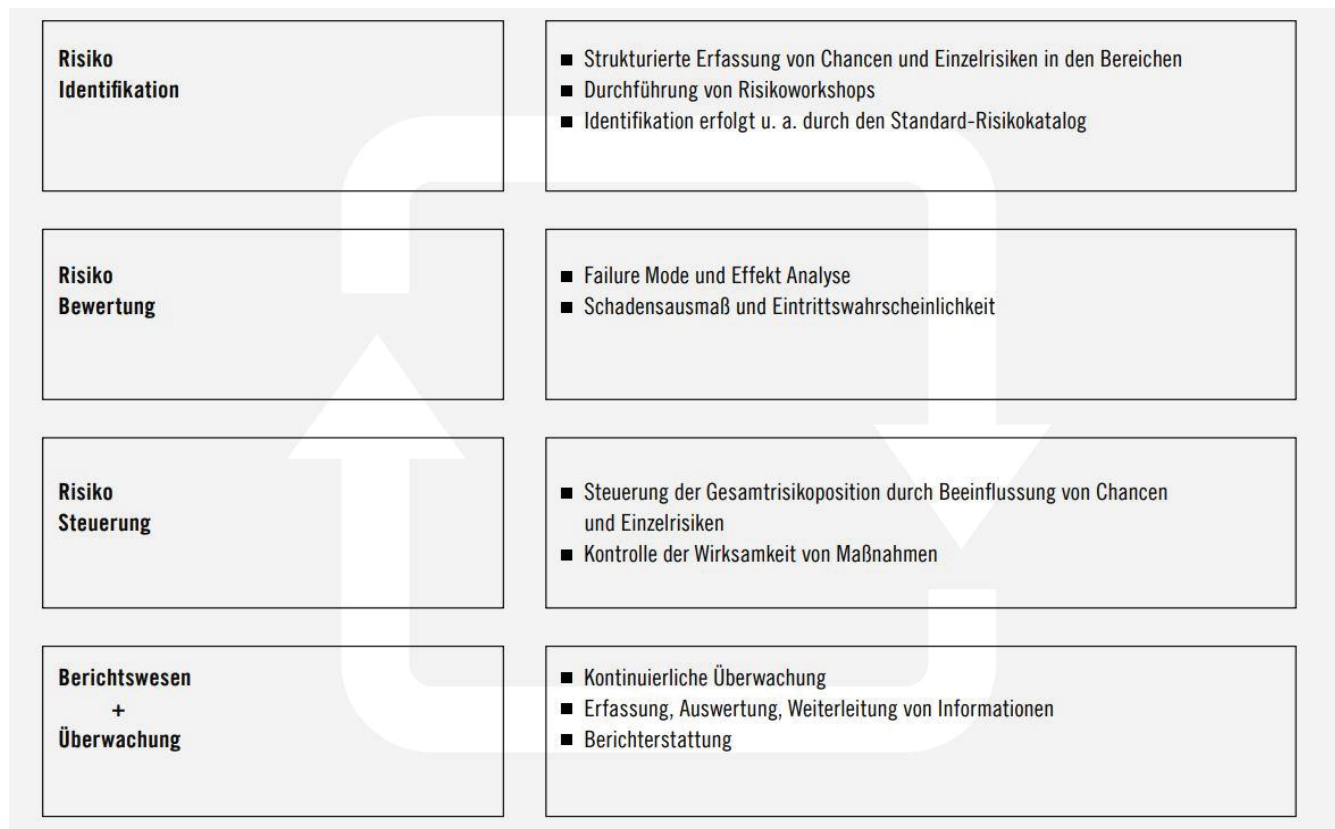 Risiko
Identifikation
■ Strukturierte Erfassung von Chancen und Einzelrisiken in den Bereichen
■ Durchführung von Risikoworkshops
■ Identifikation erfolgt u. a. durch den Standard-Risikokatalog
Risiko
Bewertung
■ Failure Mode und Effekt Analyse
■ Schadensausmaß und Eintrittswahrscheinlichkeit
Risiko
Steuerung
■ Steuerung der Gesamtrisikoposition durch Beeinflussung von Chancen
und Einzelrisiken
■ Kontrolle der Wirksamkeit von Maßnahmen
Berichtswesen
+
Überwachung
■ Kontinuierliche Überwachung
■ Erfassung, Auswertung, Weiterleitung von Informationen
■ Berichterstattung